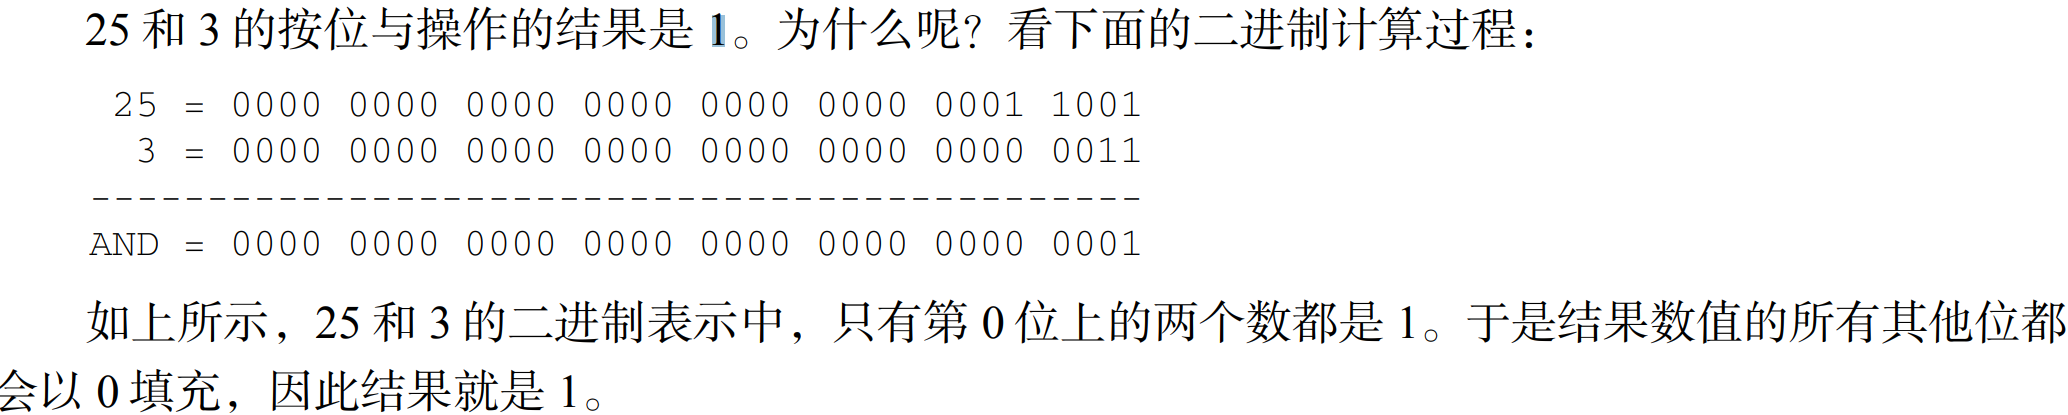 25 和 3 的按位与操作的结果是 1。为什么呢？看下面的二进制计算过程：
25 = 0000 0000 0000 0000 0000 0000 0001 1001
3 = 0000 0000 0000 0000 0000 0000 0000 0011
---------------------------------------------
AND = 0000 0000 0000 0000 0000 0000 0000 0001
如上所示，25 和 3 的二进制表示中，只有第 0 位上的两个数都是 1。于是结果数值的所有其他位都
会以 0 填充，因此结果就是 1。